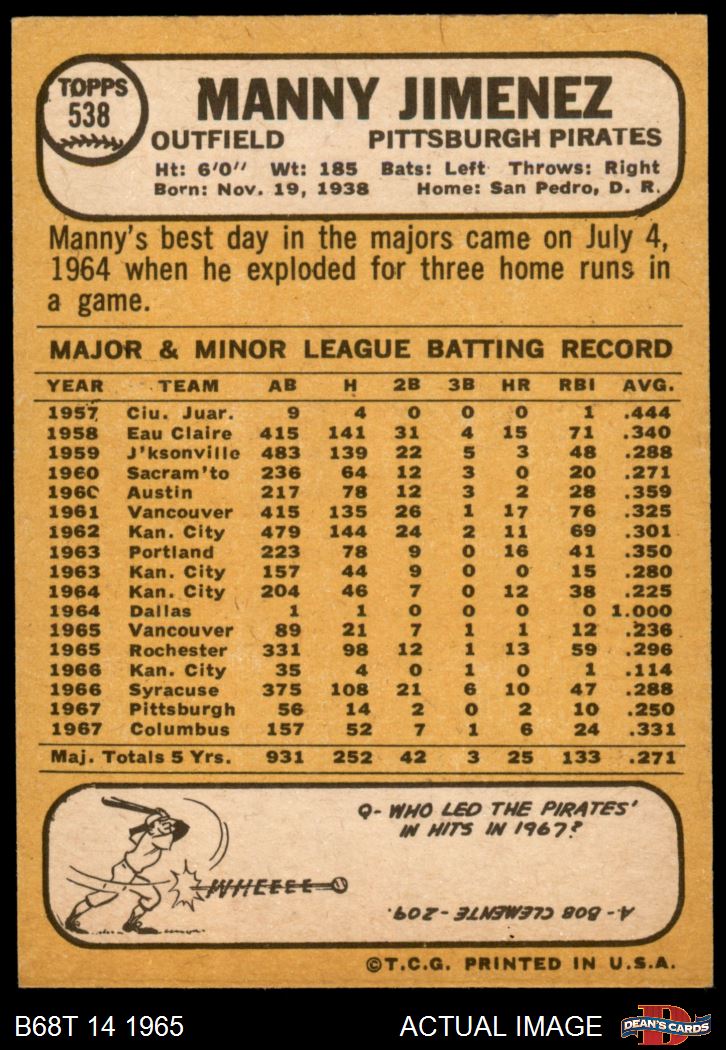 TOPPS
538
MANNY JIMENEZ
OUTFIELD PITTSBURGH PIRATES
Ht: 6'0" Wt: 185 Bats: Left Throws: Right
Born: Nov. 19, 1938 Home: San Pedro, D. R.
Manny's best day in the majors came on July 4,
1964 when he exploded for three home runs in
a game.
MAJOR & MINOR LEAGUE BATTING RECORD
YEAR TEAM AB H 2B 3B HR RBI AVG.
1957 Ciu. Juar. 9 4 0 0 0 1 .444
1958 Eau Claire 415 141 31 4 15 71 .340
1959 J'ksonville 483 139 22 5 3 48 .288
1960 Sacram'to 236 64 12 3 0 20 .271
1960 Austin 217 78 12 3 2 28 .359
1961 Vancouver 415 135 26 1 17 76 .325
1962 Kan. City 479 144 24 2 11 69 .301
1963 Portland 223 78 9 0 16 41 .350
1963 Kan. City 157 44 9 0 0 15 .280
1964 Kan. City 204 46 7 0 12 38 .225
1964 Dallas 1 1 0 0 0 0 1.000
1965 Vancouver 89 21 7 1 1 12 .236
1965 Rochester 331 98 12 1 13 59 .296
1966 Kan. City 35 4 0 1 0 1 .114
1966 Syracuse 375 108 21 6 10 47 .288
1967 Pittsburgh 56 14 2 0 2 10 .250
1967 Columbus 157 52 7 1 6 24 .331
Maj. Totals 5 Yrs. 931 252 42 3 25 133 .271
Q- WHO LED THE PIRATES'
IN HITS IN 1967?
WHEEEE
A- BOB CLEMENTE - 209.
©T.C.G. PRINTED IN U.S.A.
B68T 14 1965 ACTUAL IMAGE
D
DEAN'S CARDS